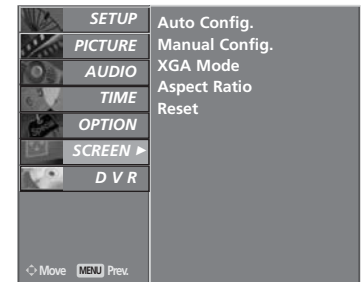 SETUP
PICTURE
AUDIO
TIME
OPTION
SCREEN ►
D V R
Move MENU Prev.
Auto Config.
Manual Config.
XGA Mode
Aspect Ratio
Reset